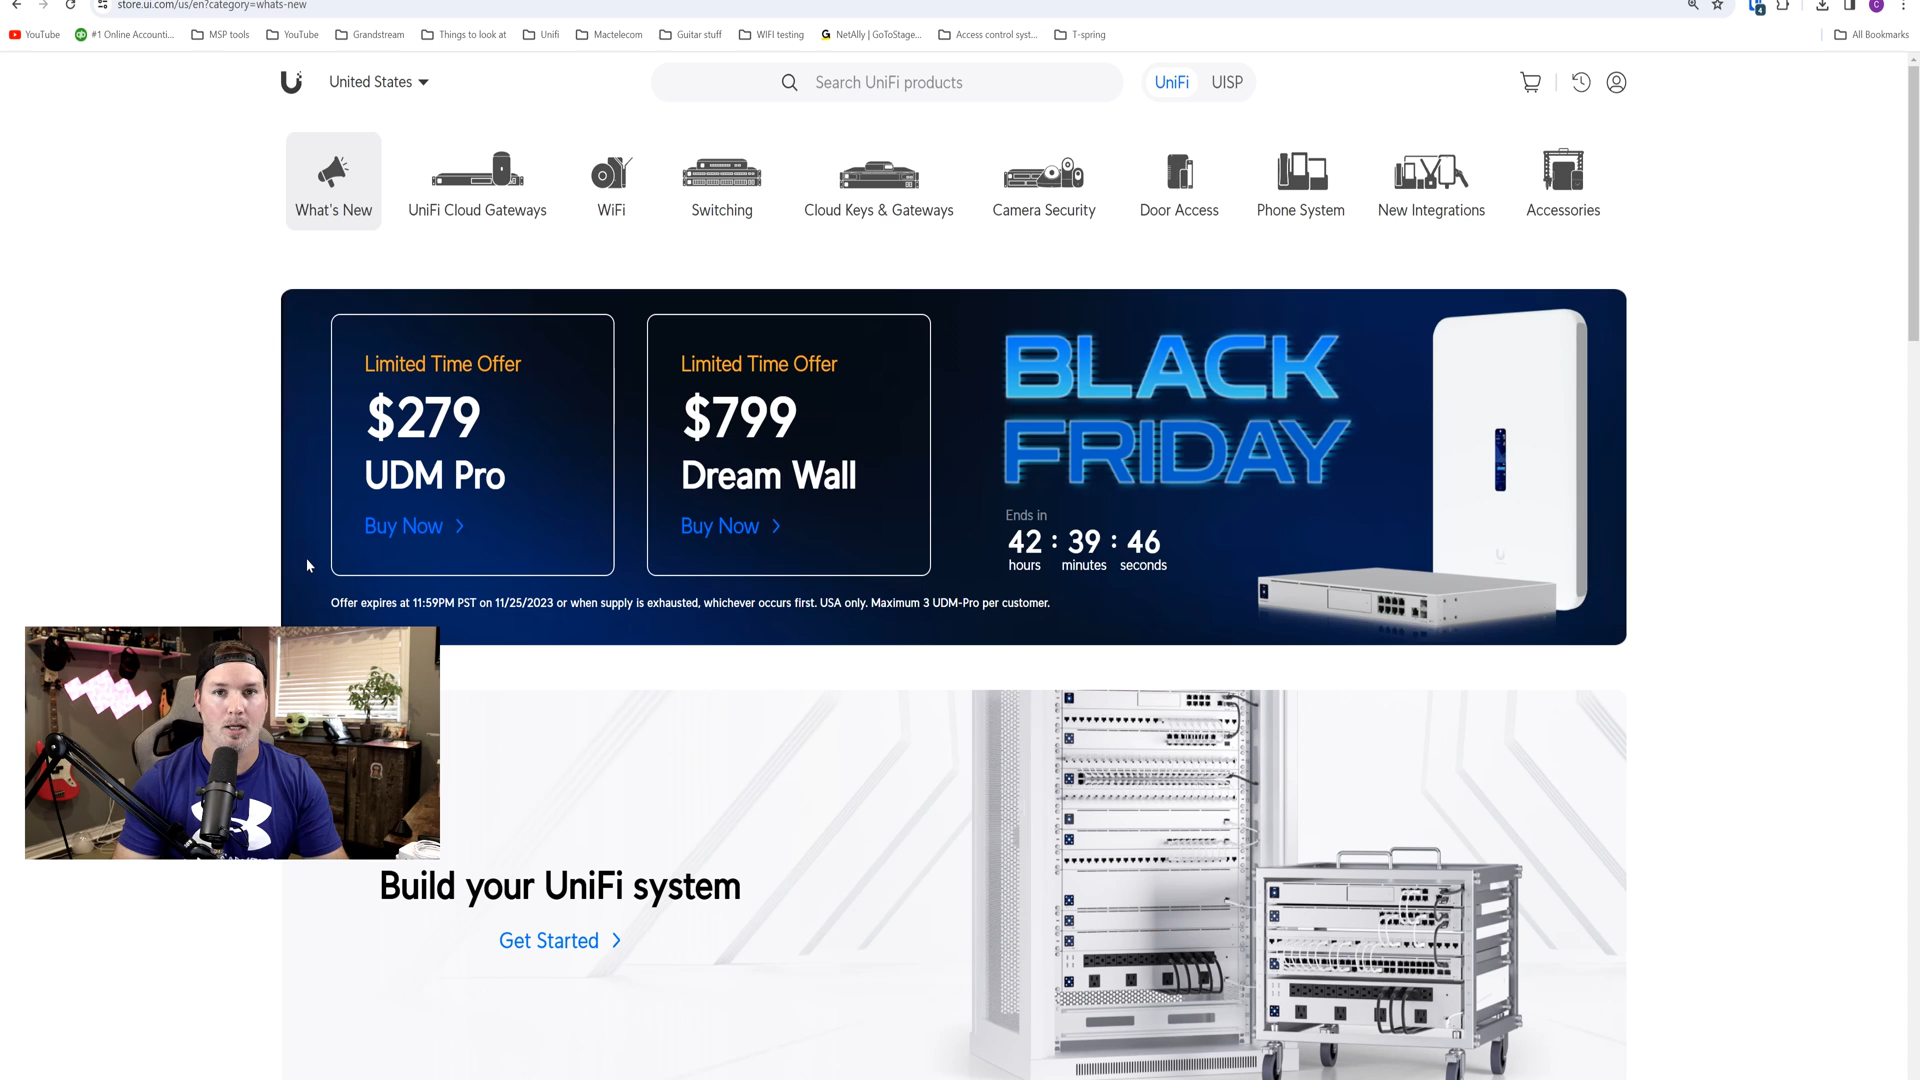 store.ui.com/us/en?category=whats-new
4
C
YouTube
#1 Online Accounti...
MSP tools
YouTube
Grandstream
Things to look at
Unifi
Mactelecom
Guitar stuff
WIFI testing
NetAlly | GoToStage...
Access control syst...
T-spring
All Bookmarks
United States
Search UniFi products
UniFi
UISP
What's New
UniFi Cloud Gateways
WiFi
Switching
Cloud Keys & Gateways
Camera Security
Door Access
Phone System
New Integrations
Accessories
Limited Time Offer
$279
UDM Pro
Buy Now
Limited Time Offer
$799
Dream Wall
Buy Now
BLACK
FRIDAY
Ends in
42 : 39 : 46
hours minutes seconds
Offer expires at 11:59PM PST on 11/25/2023 or when supply is exhausted, whichever occurs first. USA only. Maximum 3 UDM-Pro per customer.
Build your UniFi system
Get Started